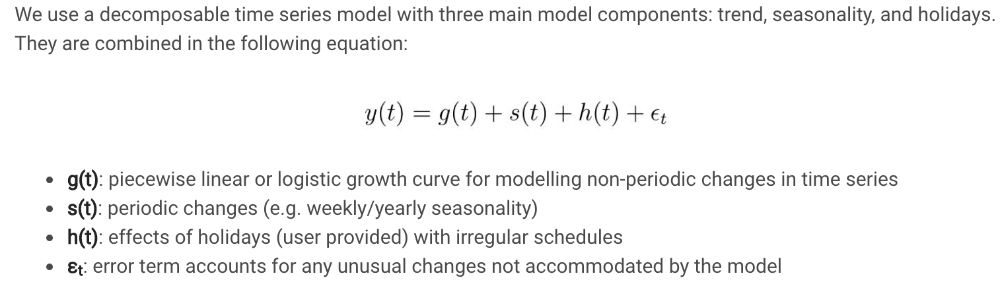 We use a decomposable time series model with three main model components: trend, seasonality, and holidays.
They are combined in the following equation:
y(t) = g(t) + s(t) + h(t) + ϵₜ
• g(t): piecewise linear or logistic growth curve for modelling non-periodic changes in time series
• s(t): periodic changes (e.g. weekly/yearly seasonality)
• h(t): effects of holidays (user provided) with irregular schedules
• εt: error term accounts for any unusual changes not accommodated by the model